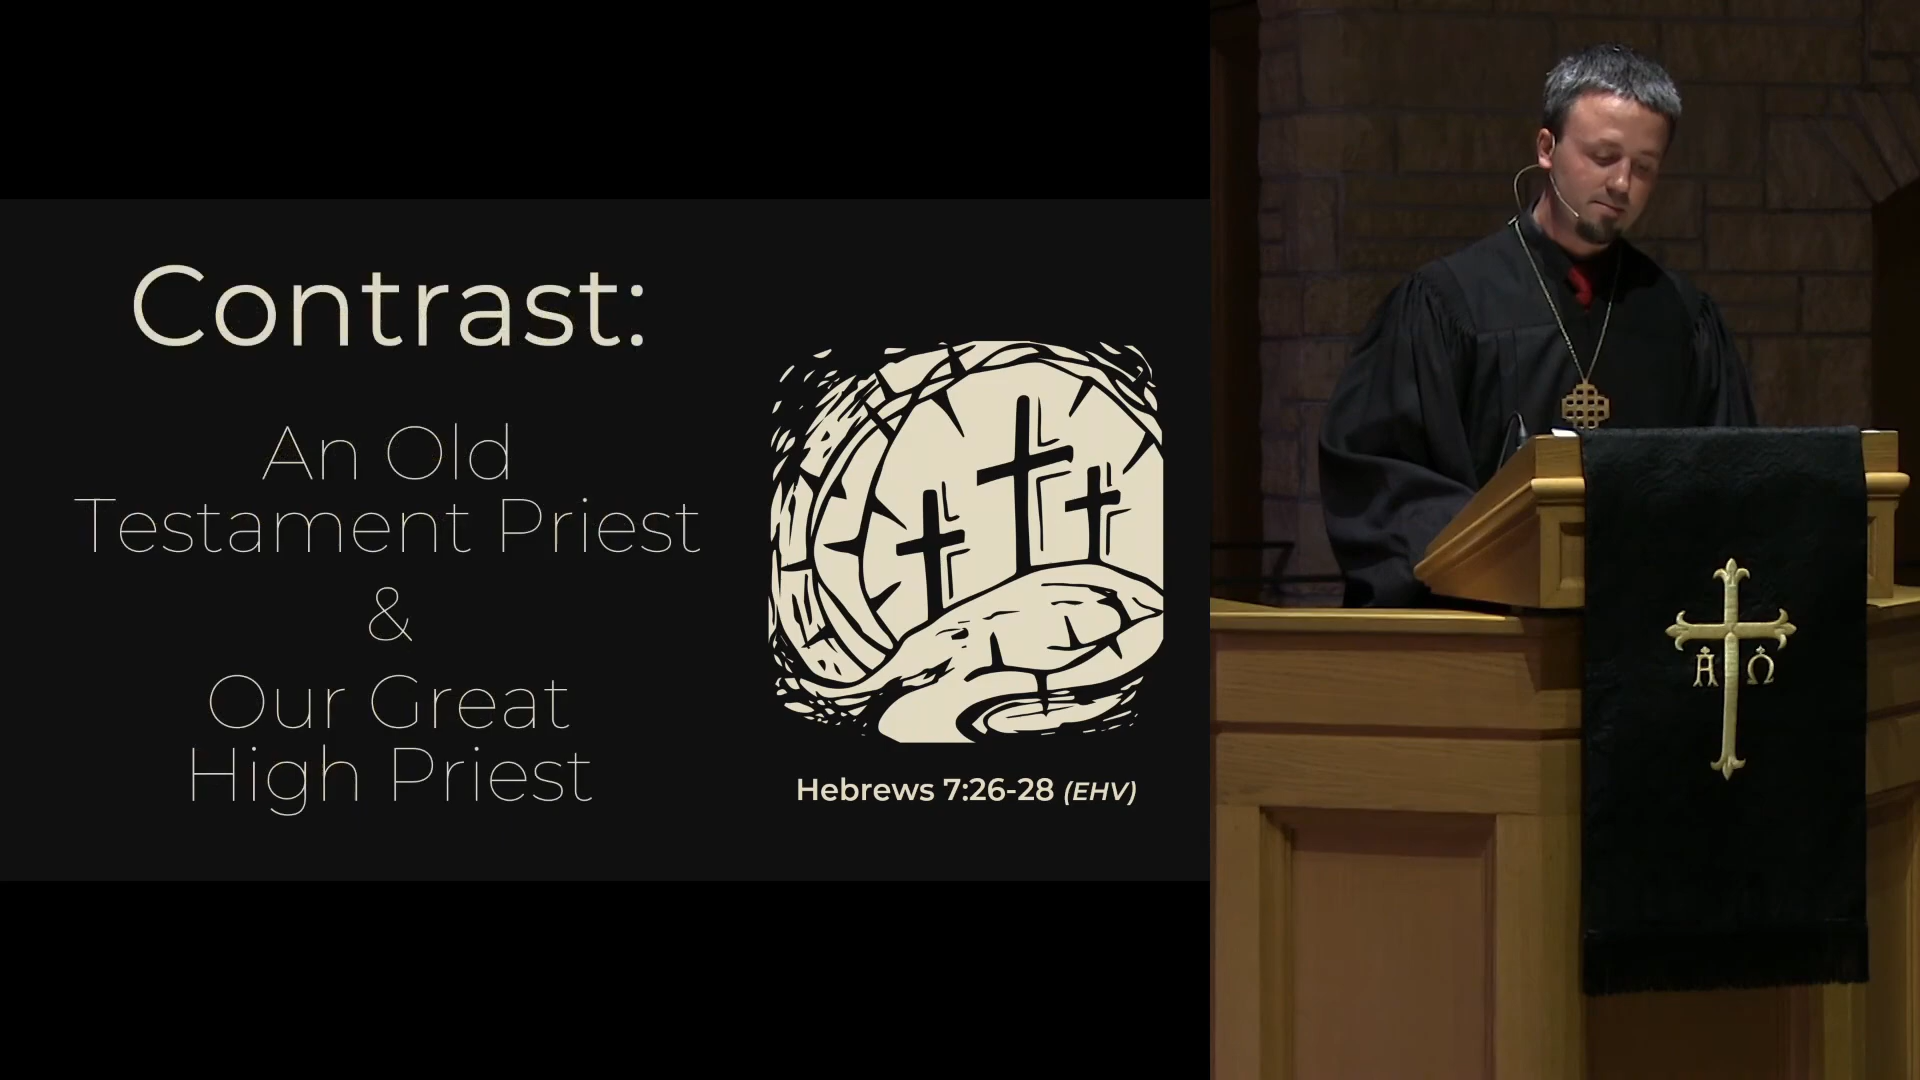 Contrast:
An Old
Testament Priest
&
Our Great
High Priest
Hebrews 7:26-28 (EHV)
Α Ω